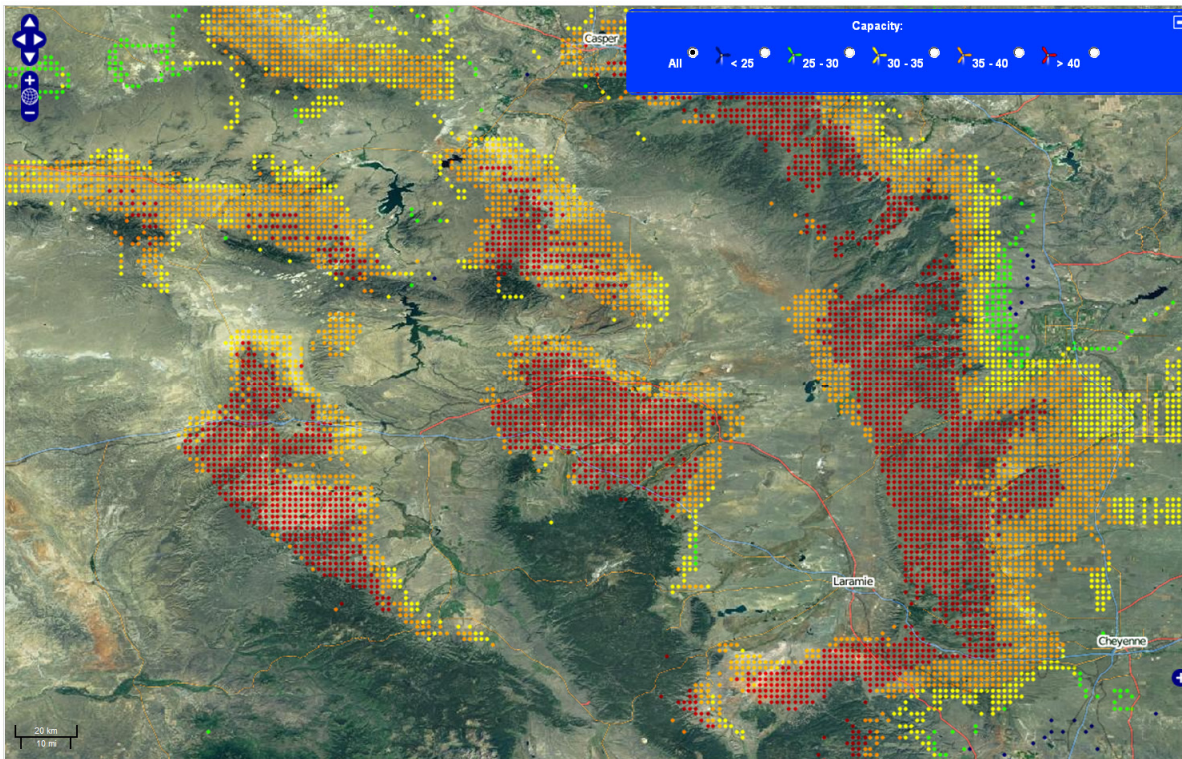 Capacity:
Casper
All < 25 25 - 30 30 - 35 35 - 40 > 40
Laramie
Cheyenne
20 km
10 mi